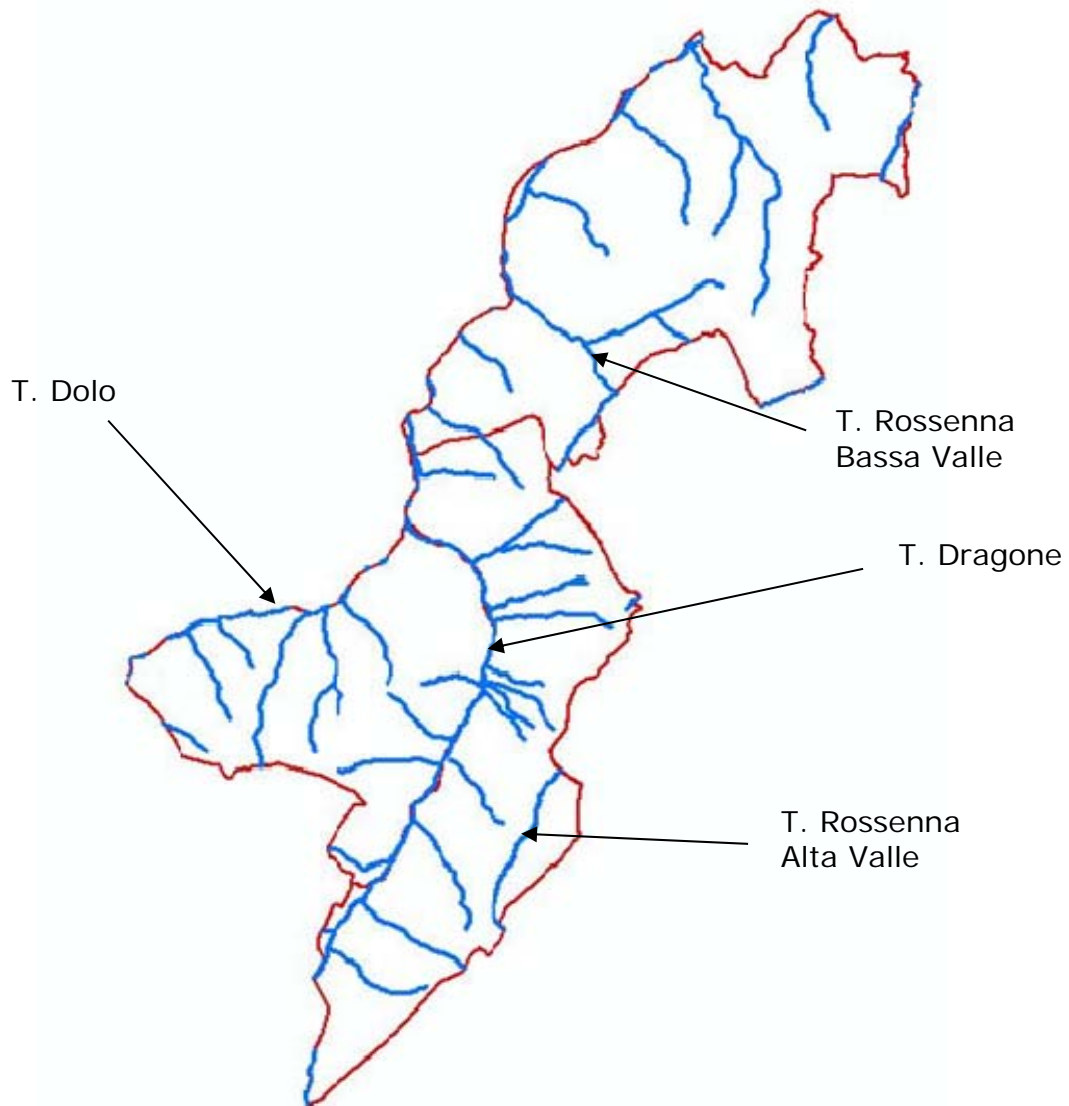 T. Dolo
T. Rossenna
Bassa Valle
T. Dragone
T. Rossenna
Alta Valle